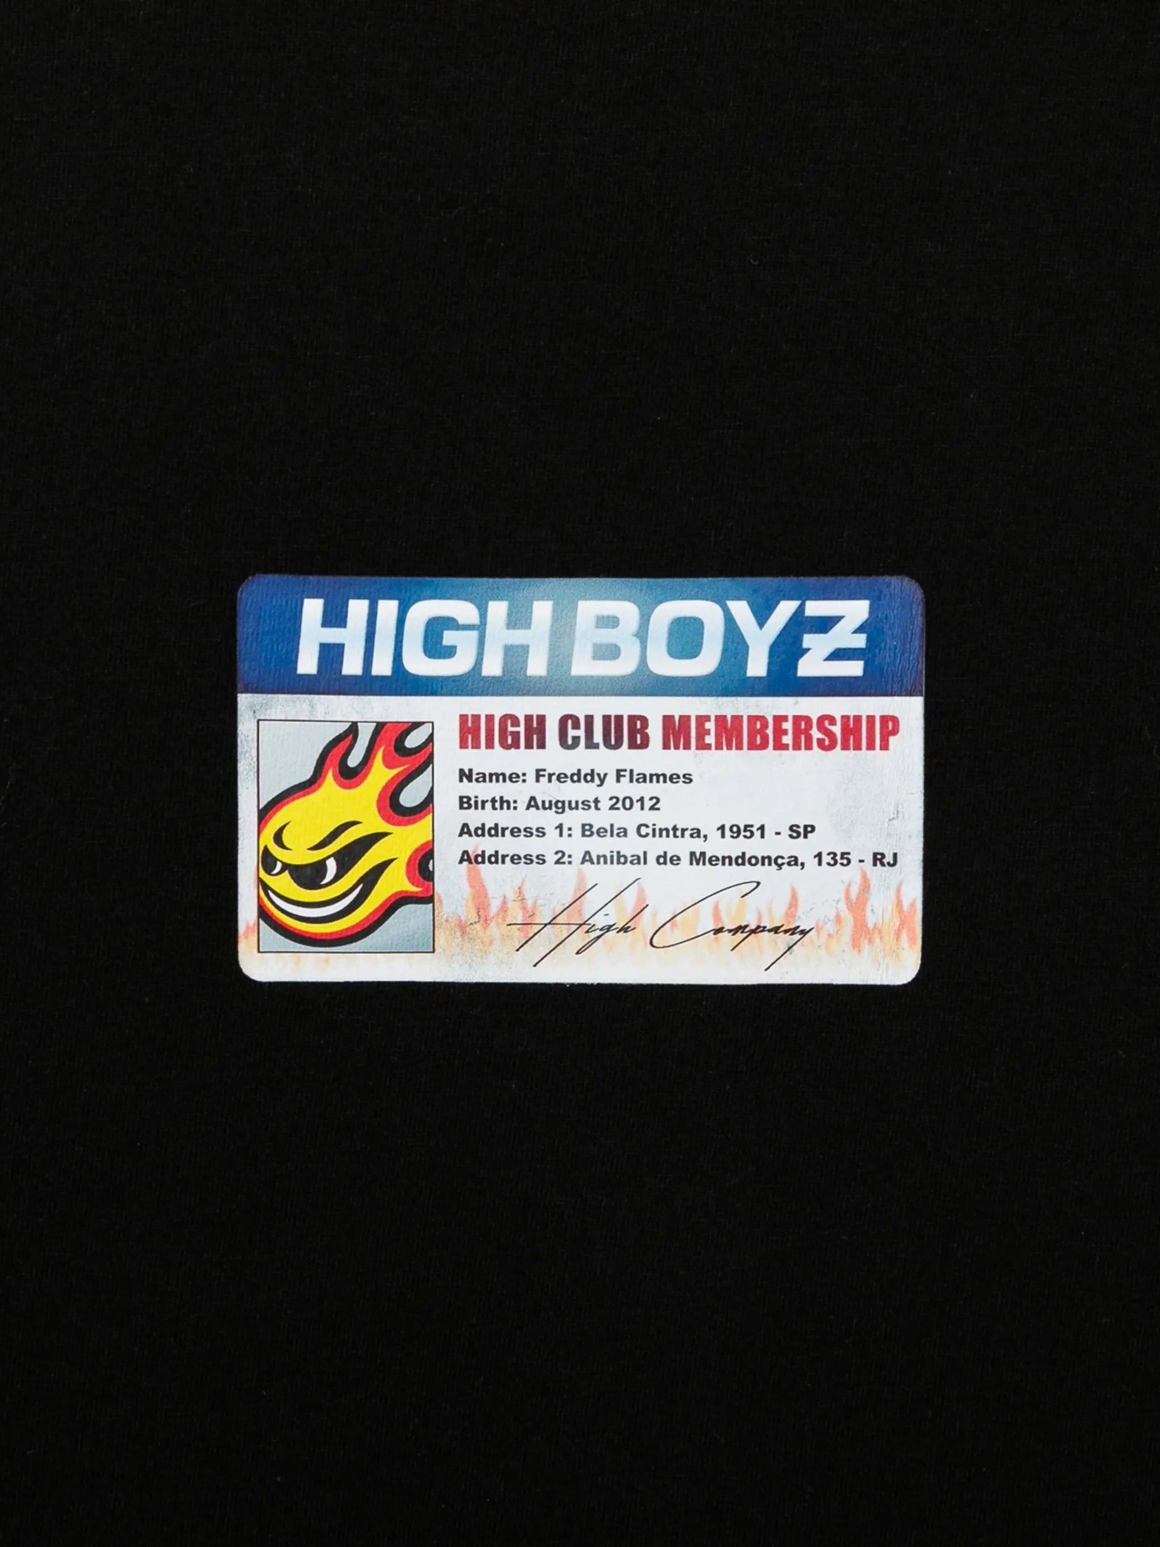 HIGH BOYZ
HIGH CLUB MEMBERSHIP
Name: Freddy Flames
Birth: August 2012
Address 1: Bela Cintra, 1951 - SP
Address 2: Anibal de Mendonça, 135 - RJ
High Company